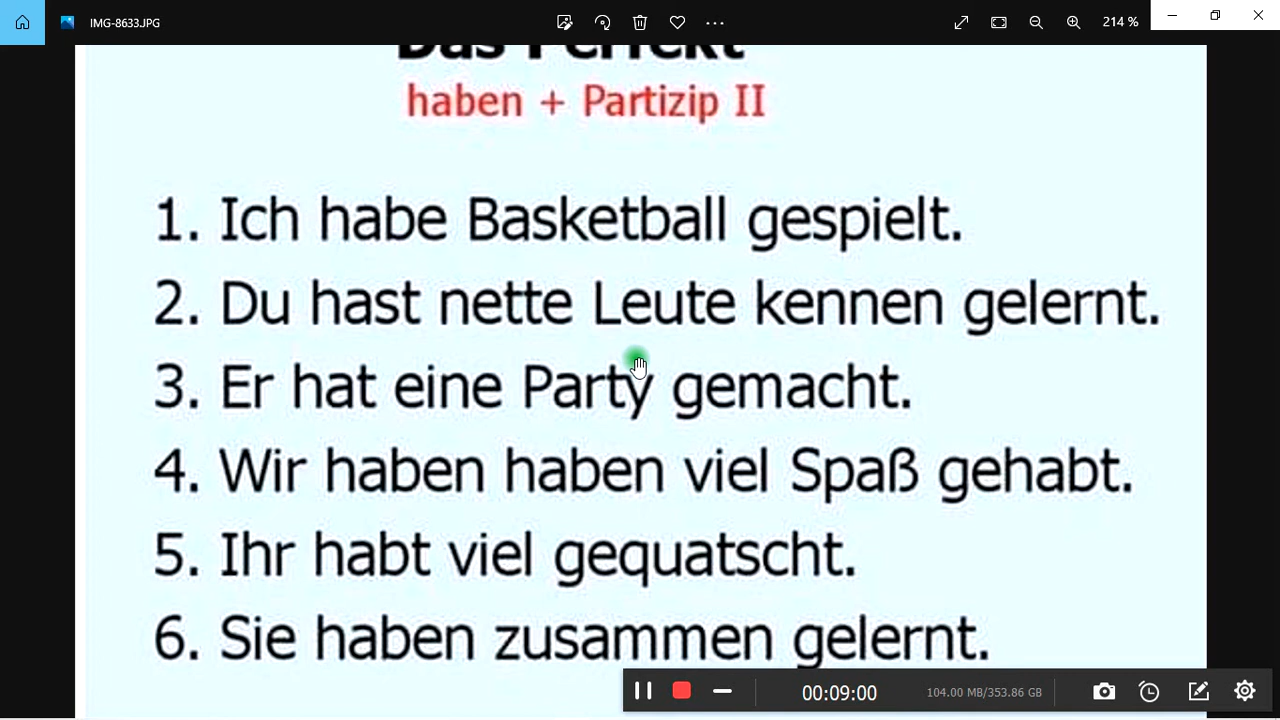 IMG-8633.JPG
214 %
Das Perfekt
haben + Partizip II
1. Ich habe Basketball gespielt.
2. Du hast nette Leute kennen gelernt.
3. Er hat eine Party gemacht.
4. Wir haben haben viel Spaß gehabt.
5. Ihr habt viel gequatscht.
6. Sie haben zusammen gelernt.
00:09:00
104.00 MB/353.86 GB